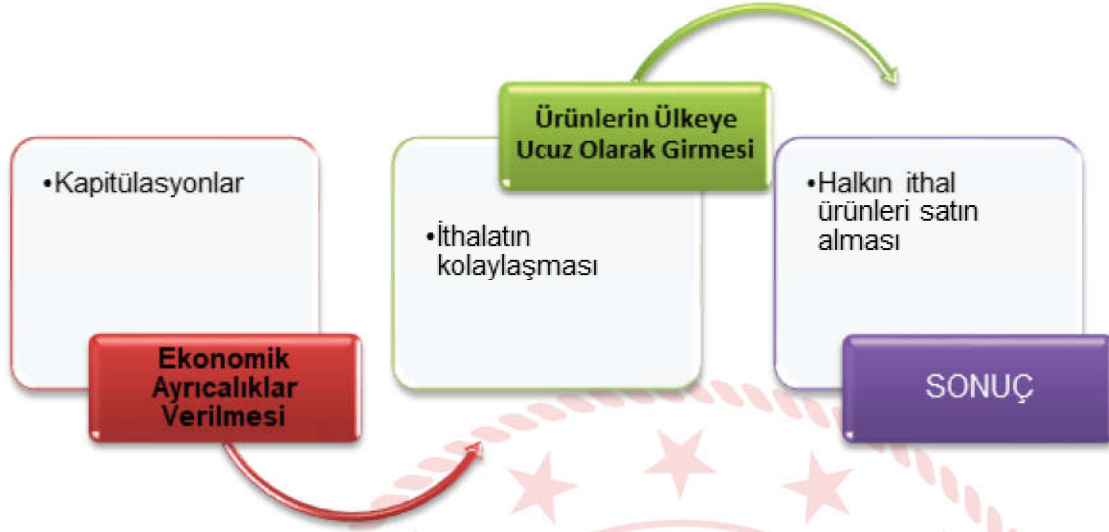 •Kapitülasyonlar
Ekonomik
Ayrıcalıklar
Verilmesi
Ürünlerin Ülkeye
Ucuz Olarak Girmesi
•İthalatın
kolaylaşması
•Halkın ithal
ürünleri satın
alması
SONUÇ